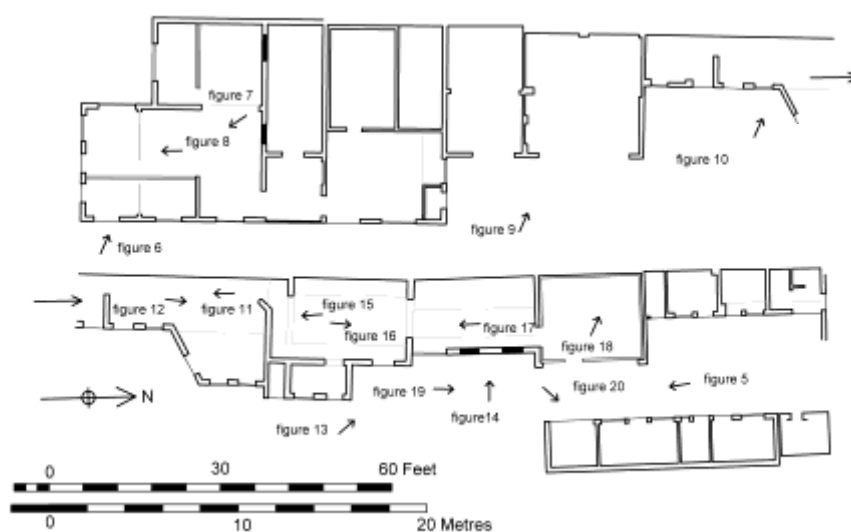 figure 7
figure 8
figure 10
figure 9
figure 6
figure 12
figure 11
figure 15
figure 16
figure 17
figure 18
figure 19
figure 20
figure 5
N
figure14
figure 13
0 30 60 Feet
0 10 20 Metres